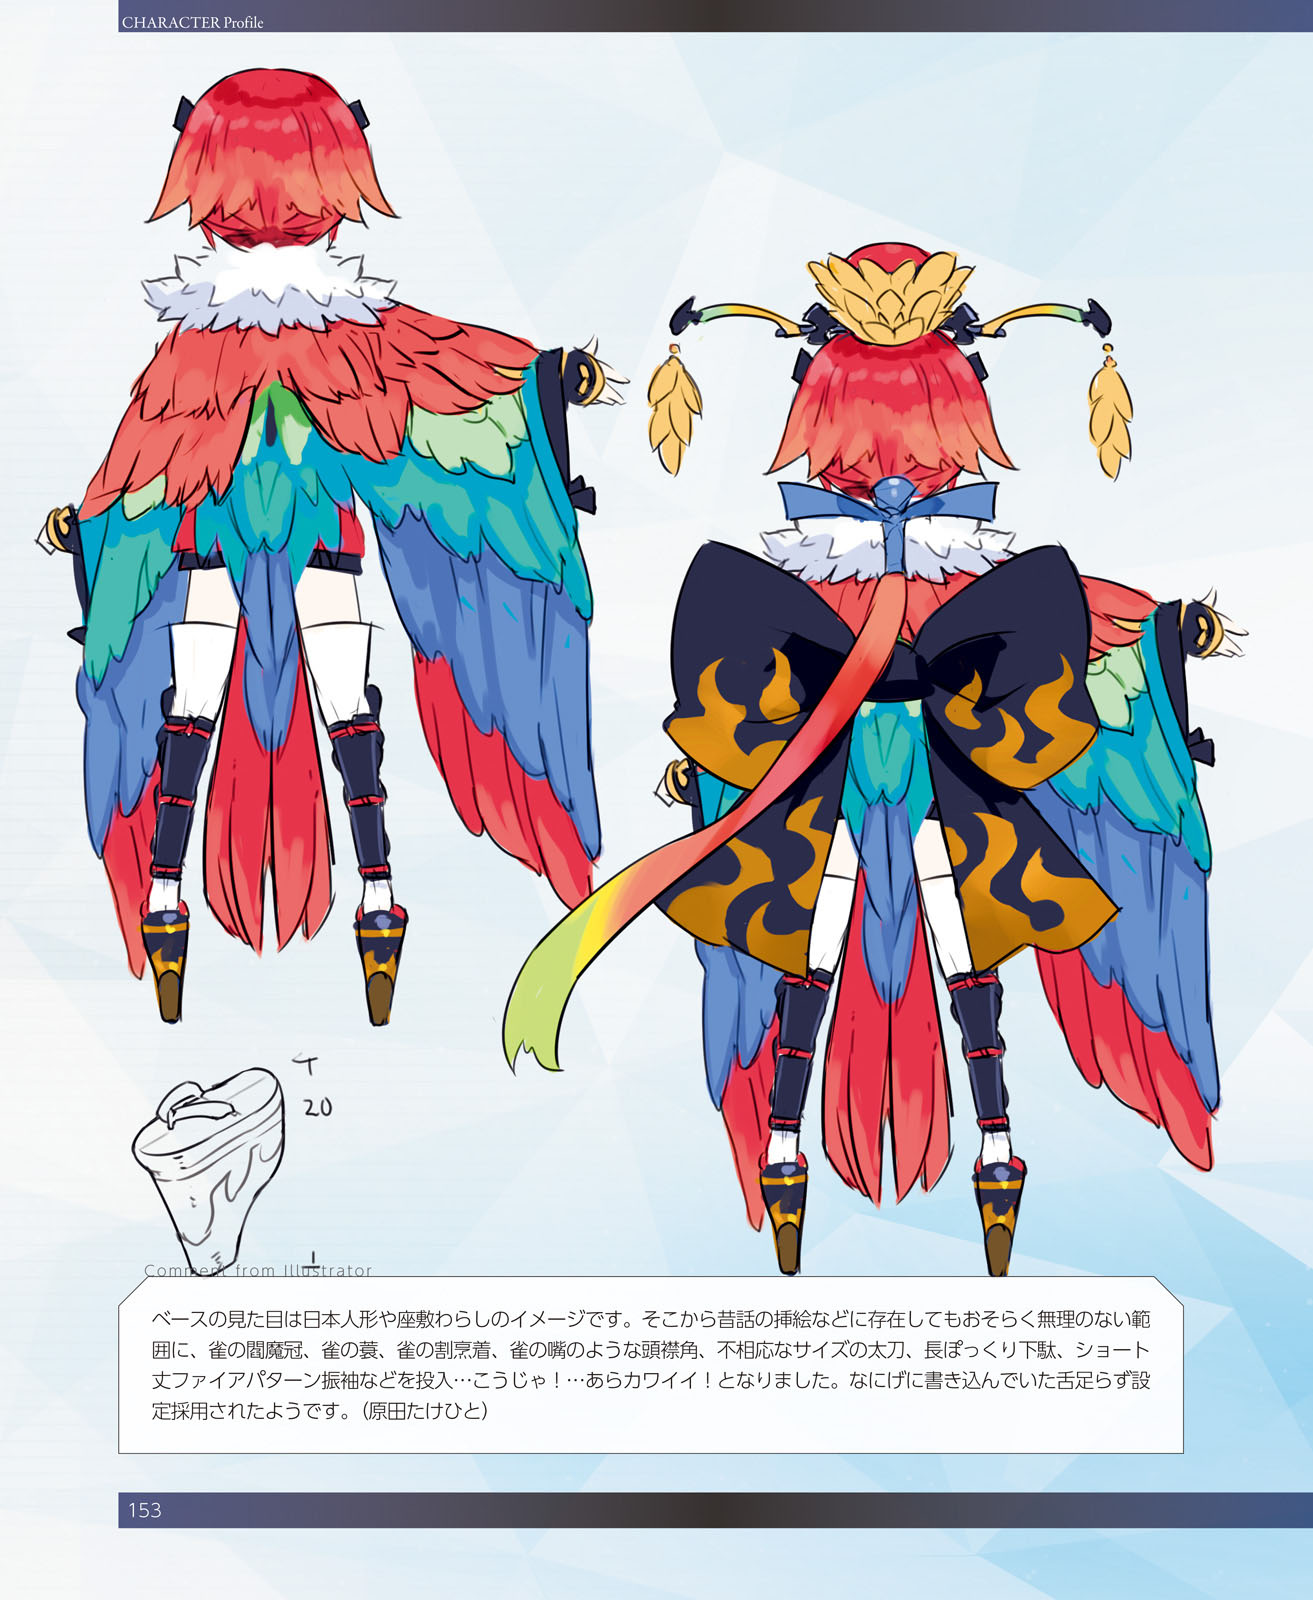 CHARACTER Profile
20
Comment from Illustrator
ベースの見た目は日本人形や座敷わらしのイメージです。そこから昔話の挿絵などに存在してもおそらく無理のない範
囲に、雀の閻魔冠、雀の蓑、雀の割烹着、雀の嘴のような頭襟角、不相応なサイズの太刀、長ぽっくり下駄、ショート
丈ファイアパターン振袖などを投入…こうじゃ！…あらカワイイ！となりました。なにげに書き込んでいた舌足らず設
定採用されたようです。（原田たけひと）
153